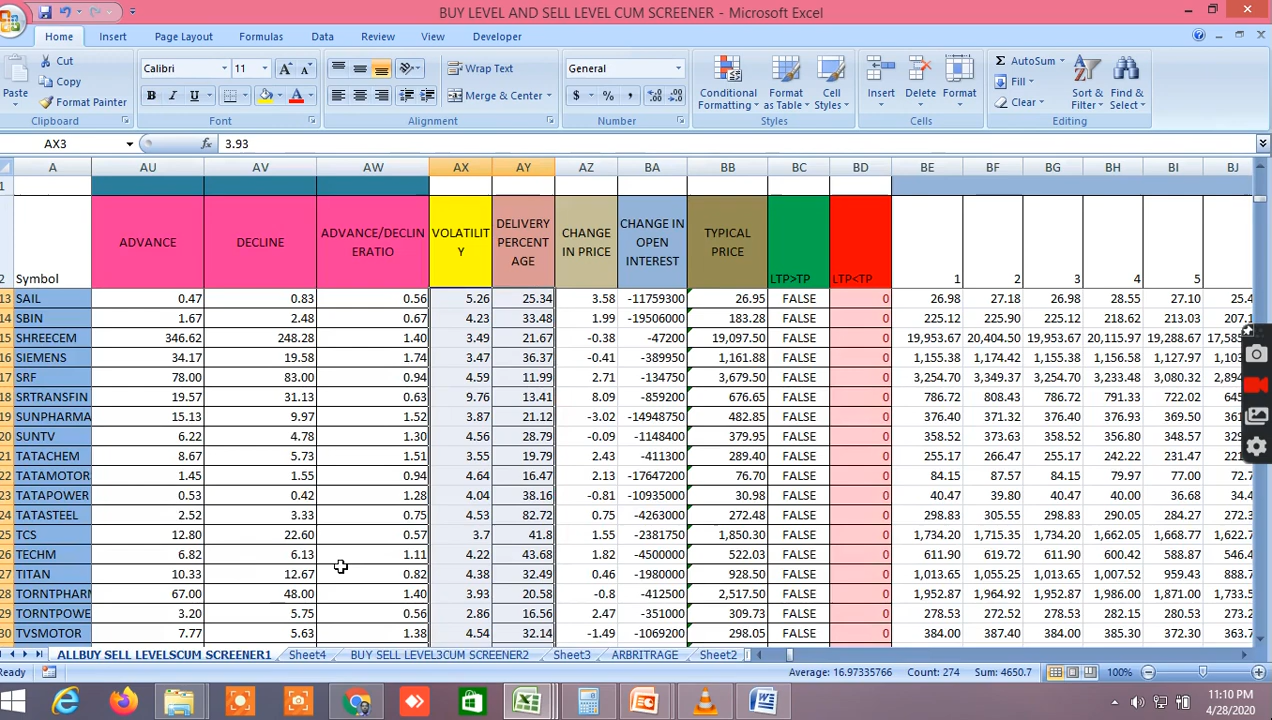 BUY LEVEL AND SELL LEVEL CUM SCREENER - Microsoft Excel
Home Insert Page Layout Formulas Data Review View Developer
Paste Cut Copy Format Painter Clipboard
Calibri 11 B I U A A A Font
Wrap Text Merge & Center Alignment
General $ % , Number
Conditional Formatting Format as Table Cell Styles Styles
Insert Delete Format Cells
AutoSum Fill Clear Sort & Filter Find & Select Editing
AX3 fx 3.93
A AU AV AW AX AY AZ BA BB BC BD BE BF BG BH BI BJ
1
2 Symbol ADVANCE DECLINE ADVANCE/DECLINERATIO VOLATILITY DELIVERY PERCENTAGE CHANGE IN PRICE CHANGE IN OPEN INTEREST TYPICAL PRICE LTP>TP LTP<TP 1 2 3 4 5
13 SAIL 0.47 0.83 0.56 5.26 25.34 3.58 -11759300 26.95 FALSE 0 26.98 27.18 26.98 28.55 27.10 25.4
14 SBIN 1.67 2.48 0.67 4.23 33.48 1.99 -19506000 183.28 FALSE 0 225.12 225.90 225.12 218.62 213.03 207.1
15 SHREECEM 346.62 248.28 1.40 3.49 21.67 -0.38 -47200 19,097.50 FALSE 0 19,953.67 20,404.50 19,953.67 20,115.97 19,288.67 17,585
16 SIEMENS 34.17 19.58 1.74 3.47 36.37 -0.41 -389950 1,161.88 FALSE 0 1,155.38 1,174.42 1,155.38 1,156.58 1,127.97 1,103
17 SRF 78.00 83.00 0.94 4.59 11.99 2.71 -134750 3,679.50 FALSE 0 3,254.70 3,349.37 3,254.70 3,233.48 3,080.32 2,894
18 SRTRANSFIN 19.57 31.13 0.63 9.76 13.41 8.09 -859200 676.65 FALSE 0 786.72 808.43 786.72 791.33 722.02 645
19 SUNPHARMA 15.13 9.97 1.52 3.87 21.12 -3.02 -14948750 482.85 FALSE 0 376.40 371.32 376.40 376.93 369.50 361
20 SUNTV 6.22 4.78 1.30 4.56 28.79 -0.09 -1148400 379.95 FALSE 0 358.52 373.63 358.52 356.80 348.57 329
21 TATACHEM 8.67 5.73 1.51 3.55 19.79 2.43 -411300 289.40 FALSE 0 255.17 266.47 255.17 242.22 231.47 221
22 TATAMOTOR 1.45 1.55 0.94 4.64 16.47 2.13 -17647200 76.70 FALSE 0 84.15 87.57 84.15 81.70 77.00 72.7
23 TATAPOWER 0.53 0.42 1.28 4.04 38.16 -0.81 -10935000 30.98 FALSE 0 40.47 39.80 40.47 40.00 36.68 34.4
24 TATASTEEL 2.52 3.33 0.75 4.53 82.72 0.75 -4263000 272.48 FALSE 0 298.83 305.55 298.83 290.05 284.27 272.3
25 TCS 12.80 22.60 0.57 3.7 41.8 1.55 -2381750 1,850.30 FALSE 0 1,734.20 1,739.43 1,734.20 1,662.05 1,668.72 1,622.7
26 TECHM 6.82 6.13 1.11 4.22 43.68 1.82 -4500000 522.03 FALSE 0 611.90 619.72 611.90 611.42 572.72 546.4
27 TITAN 10.33 12.67 0.82 4.38 32.49 0.46 -1980000 928.50 FALSE 0 1,013.65 1,055.25 1,013.65 1,007.52 959.43 888.7
28 TORNTPHARM 67.00 48.00 1.40 3.93 20.58 -0.8 -412500 2,517.50 FALSE 0 1,952.87 1,964.92 1,952.87 1,986.00 1,871.00 1,733.5
29 TORNTPOWE 3.20 5.75 0.56 2.86 16.56 2.47 -351000 309.73 FALSE 0 278.53 272.52 278.53 282.15 280.53 273.2
30 TVSMOTOR 7.77 5.63 1.38 4.54 32.14 -1.49 -1069200 298.05 FALSE 0 384.00 387.40 384.00 385.30 372.30 363.7
ALLBUY SELL LEVELSCUM SCREENER1 Sheet4 BUY SELL LEVEL3CUM SCREENER2 Sheet3 ARBRITRAGE Sheet2
Ready Average: 16.97335766 Count: 274 Sum: 4650.7 100%
11:10 PM
4/28/2020